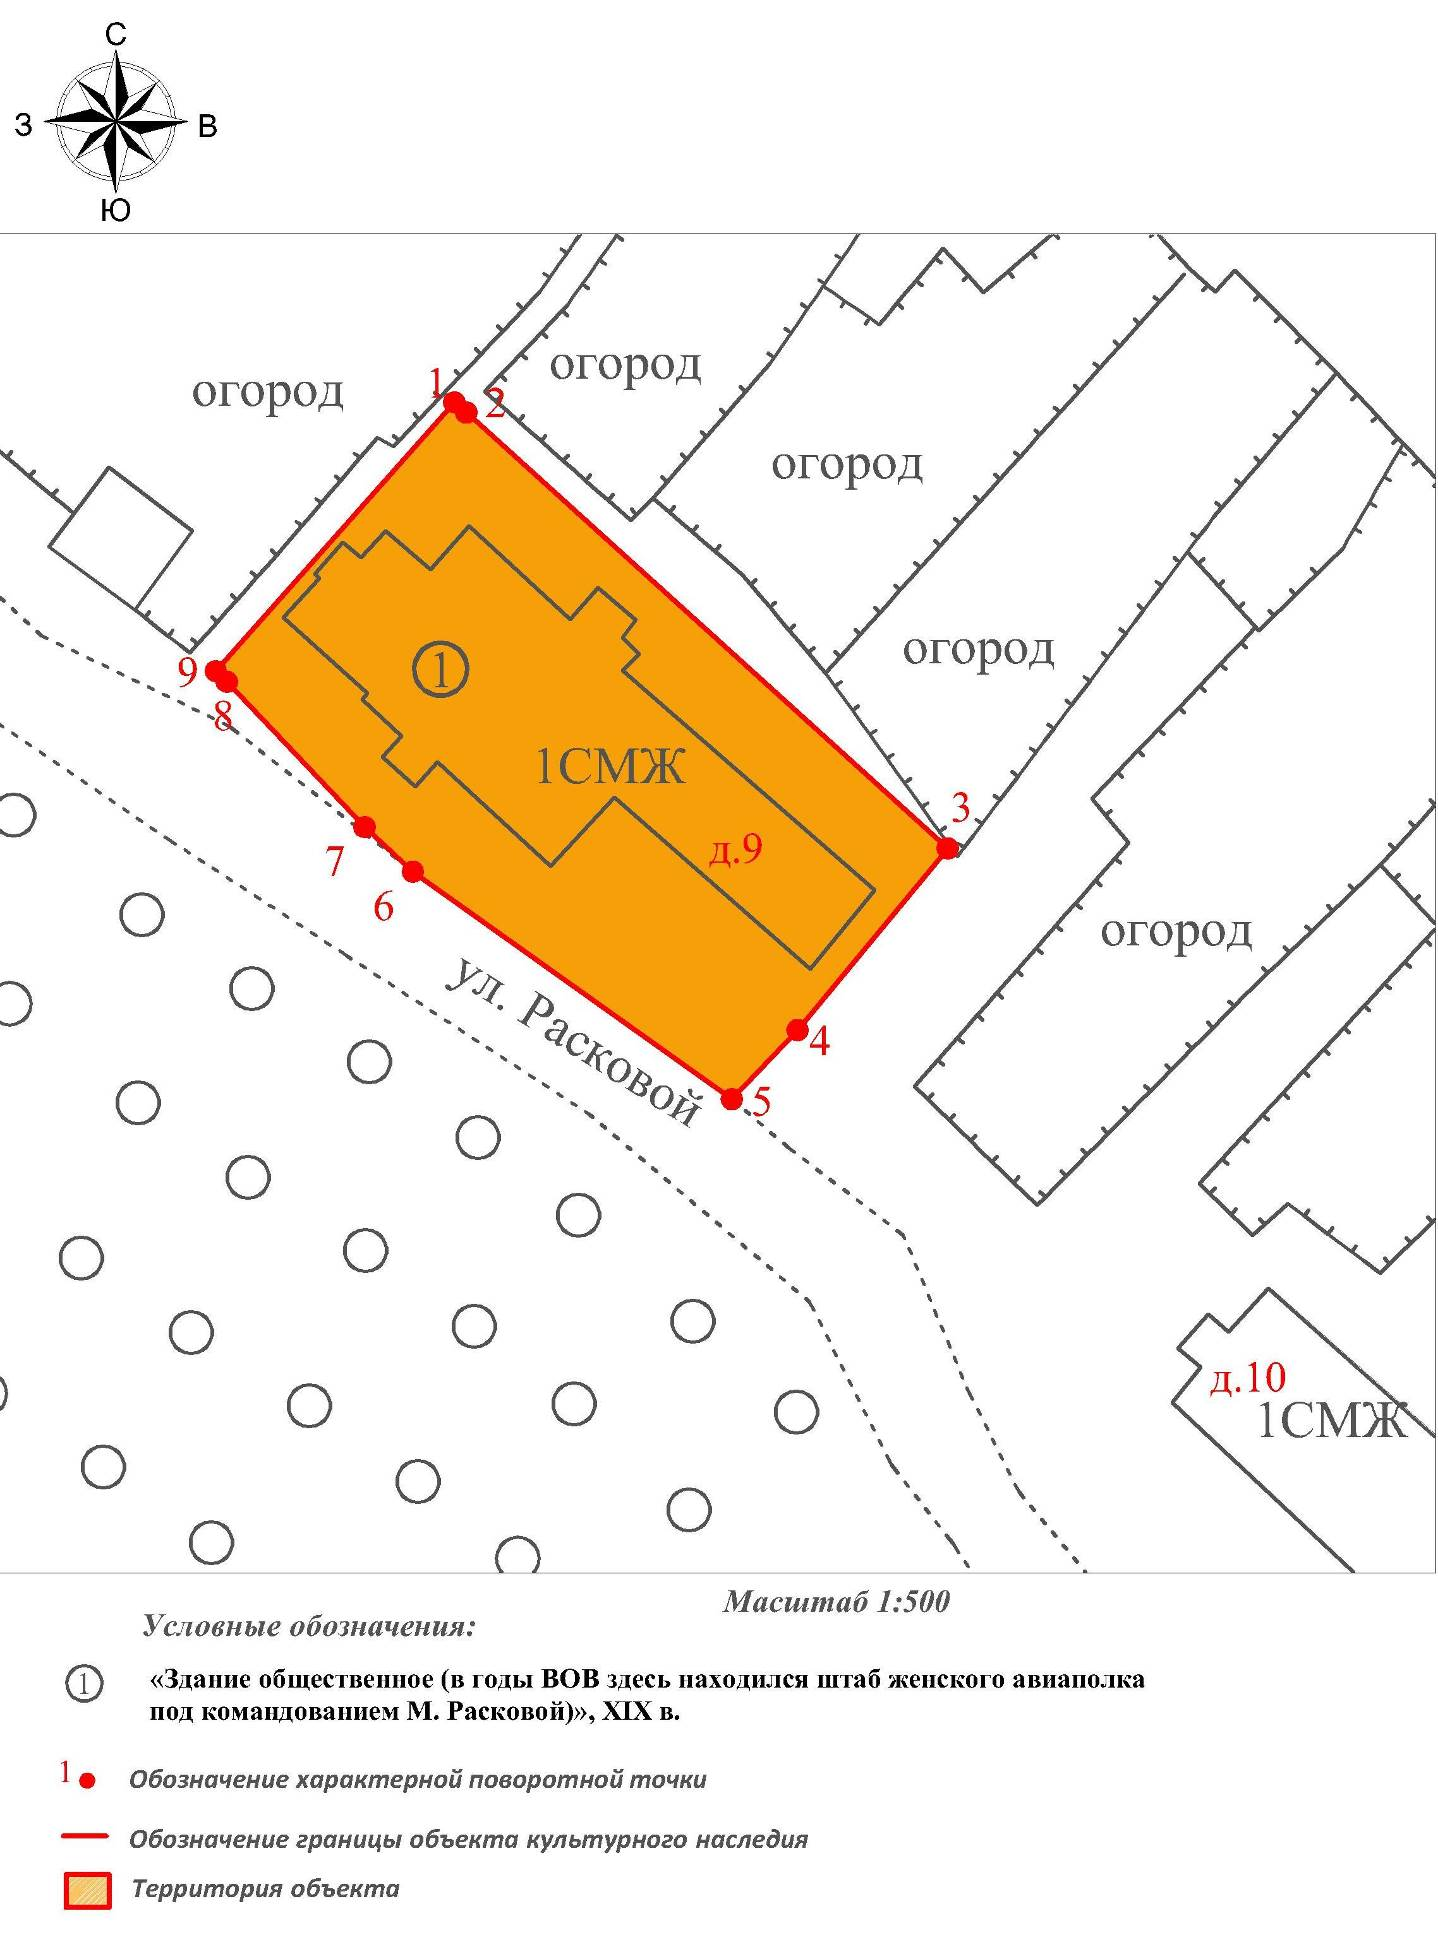 С
З
В
Ю
огород
огород
1
2
огород
огород
9
8
1
1СМЖ
д.9
3
7
6
огород
ул. Расковой
4
5
д.10
1СМЖ
Масштаб 1:500
Условные обозначения:
1
«Здание общественное (в годы ВОВ здесь находился штаб женского авиаполка
под командованием М. Расковой)», XIX в.
1
Обозначение характерной поворотной точки
Обозначение границы объекта культурного наследия
Территория объекта